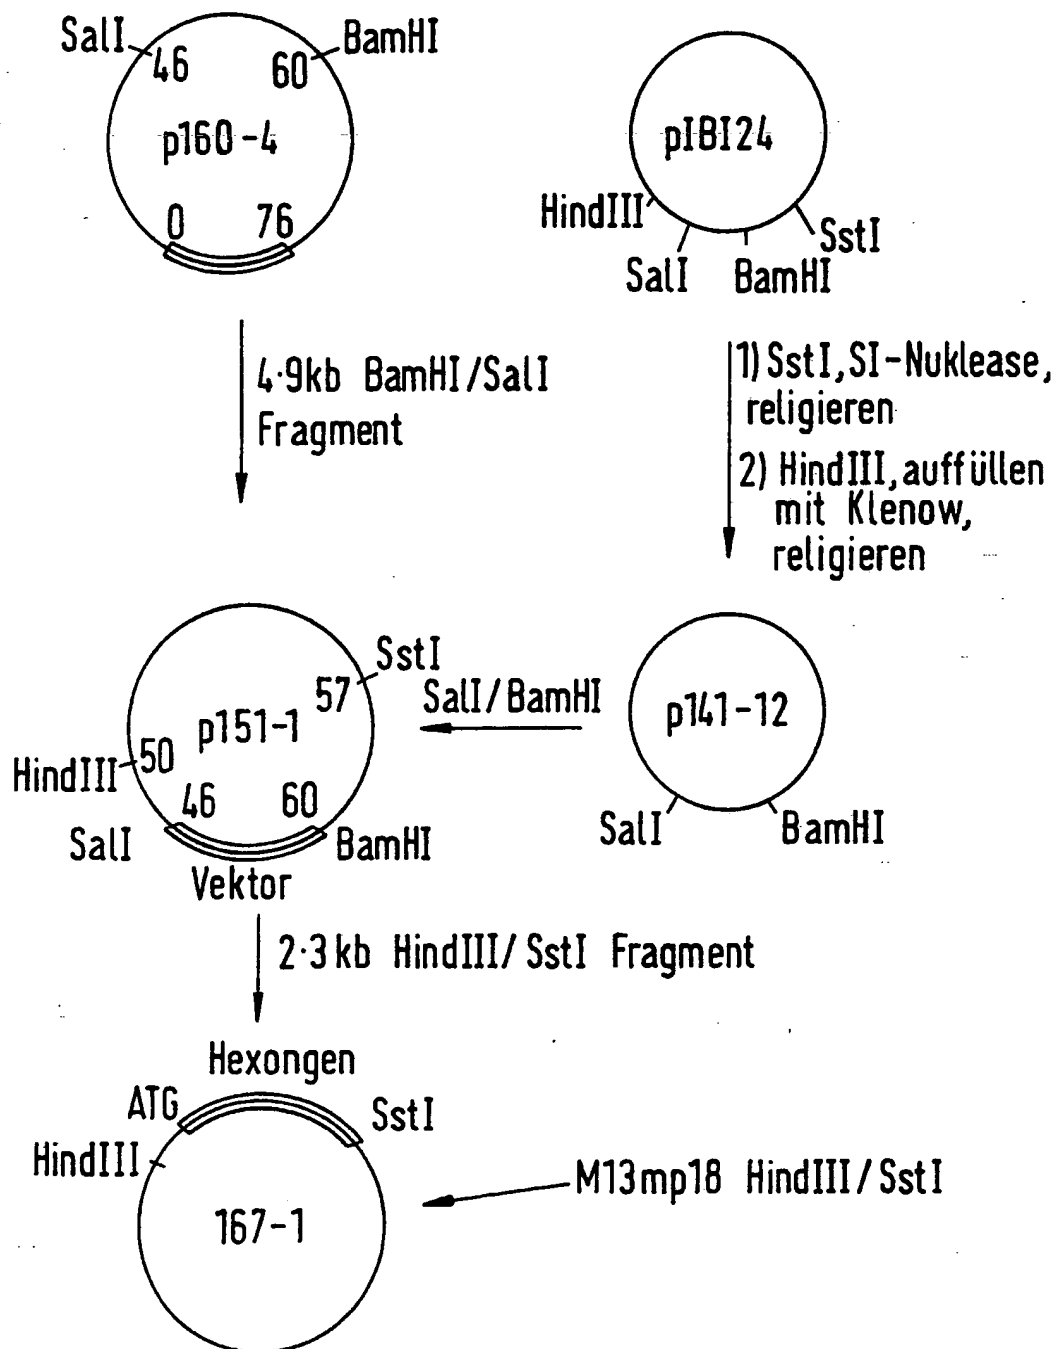 SalI
46
60
BamHI
p160-4
0
76
pIBI24
HindIII
SalI
BamHI
SstI
4·9kb BamHI/SalI
Fragment
1) SstI, SI-Nuklease,
religieren
2) HindIII, auffüllen
mit Klenow,
religieren
SstI
57
p151-1
HindIII
50
46
60
SalI
BamHI
Vektor
SalI/BamHI
p141-12
SalI
BamHI
2·3 kb HindIII/SstI Fragment
Hexongen
ATG
SstI
HindIII
167-1
M13mp18 HindIII/SstI